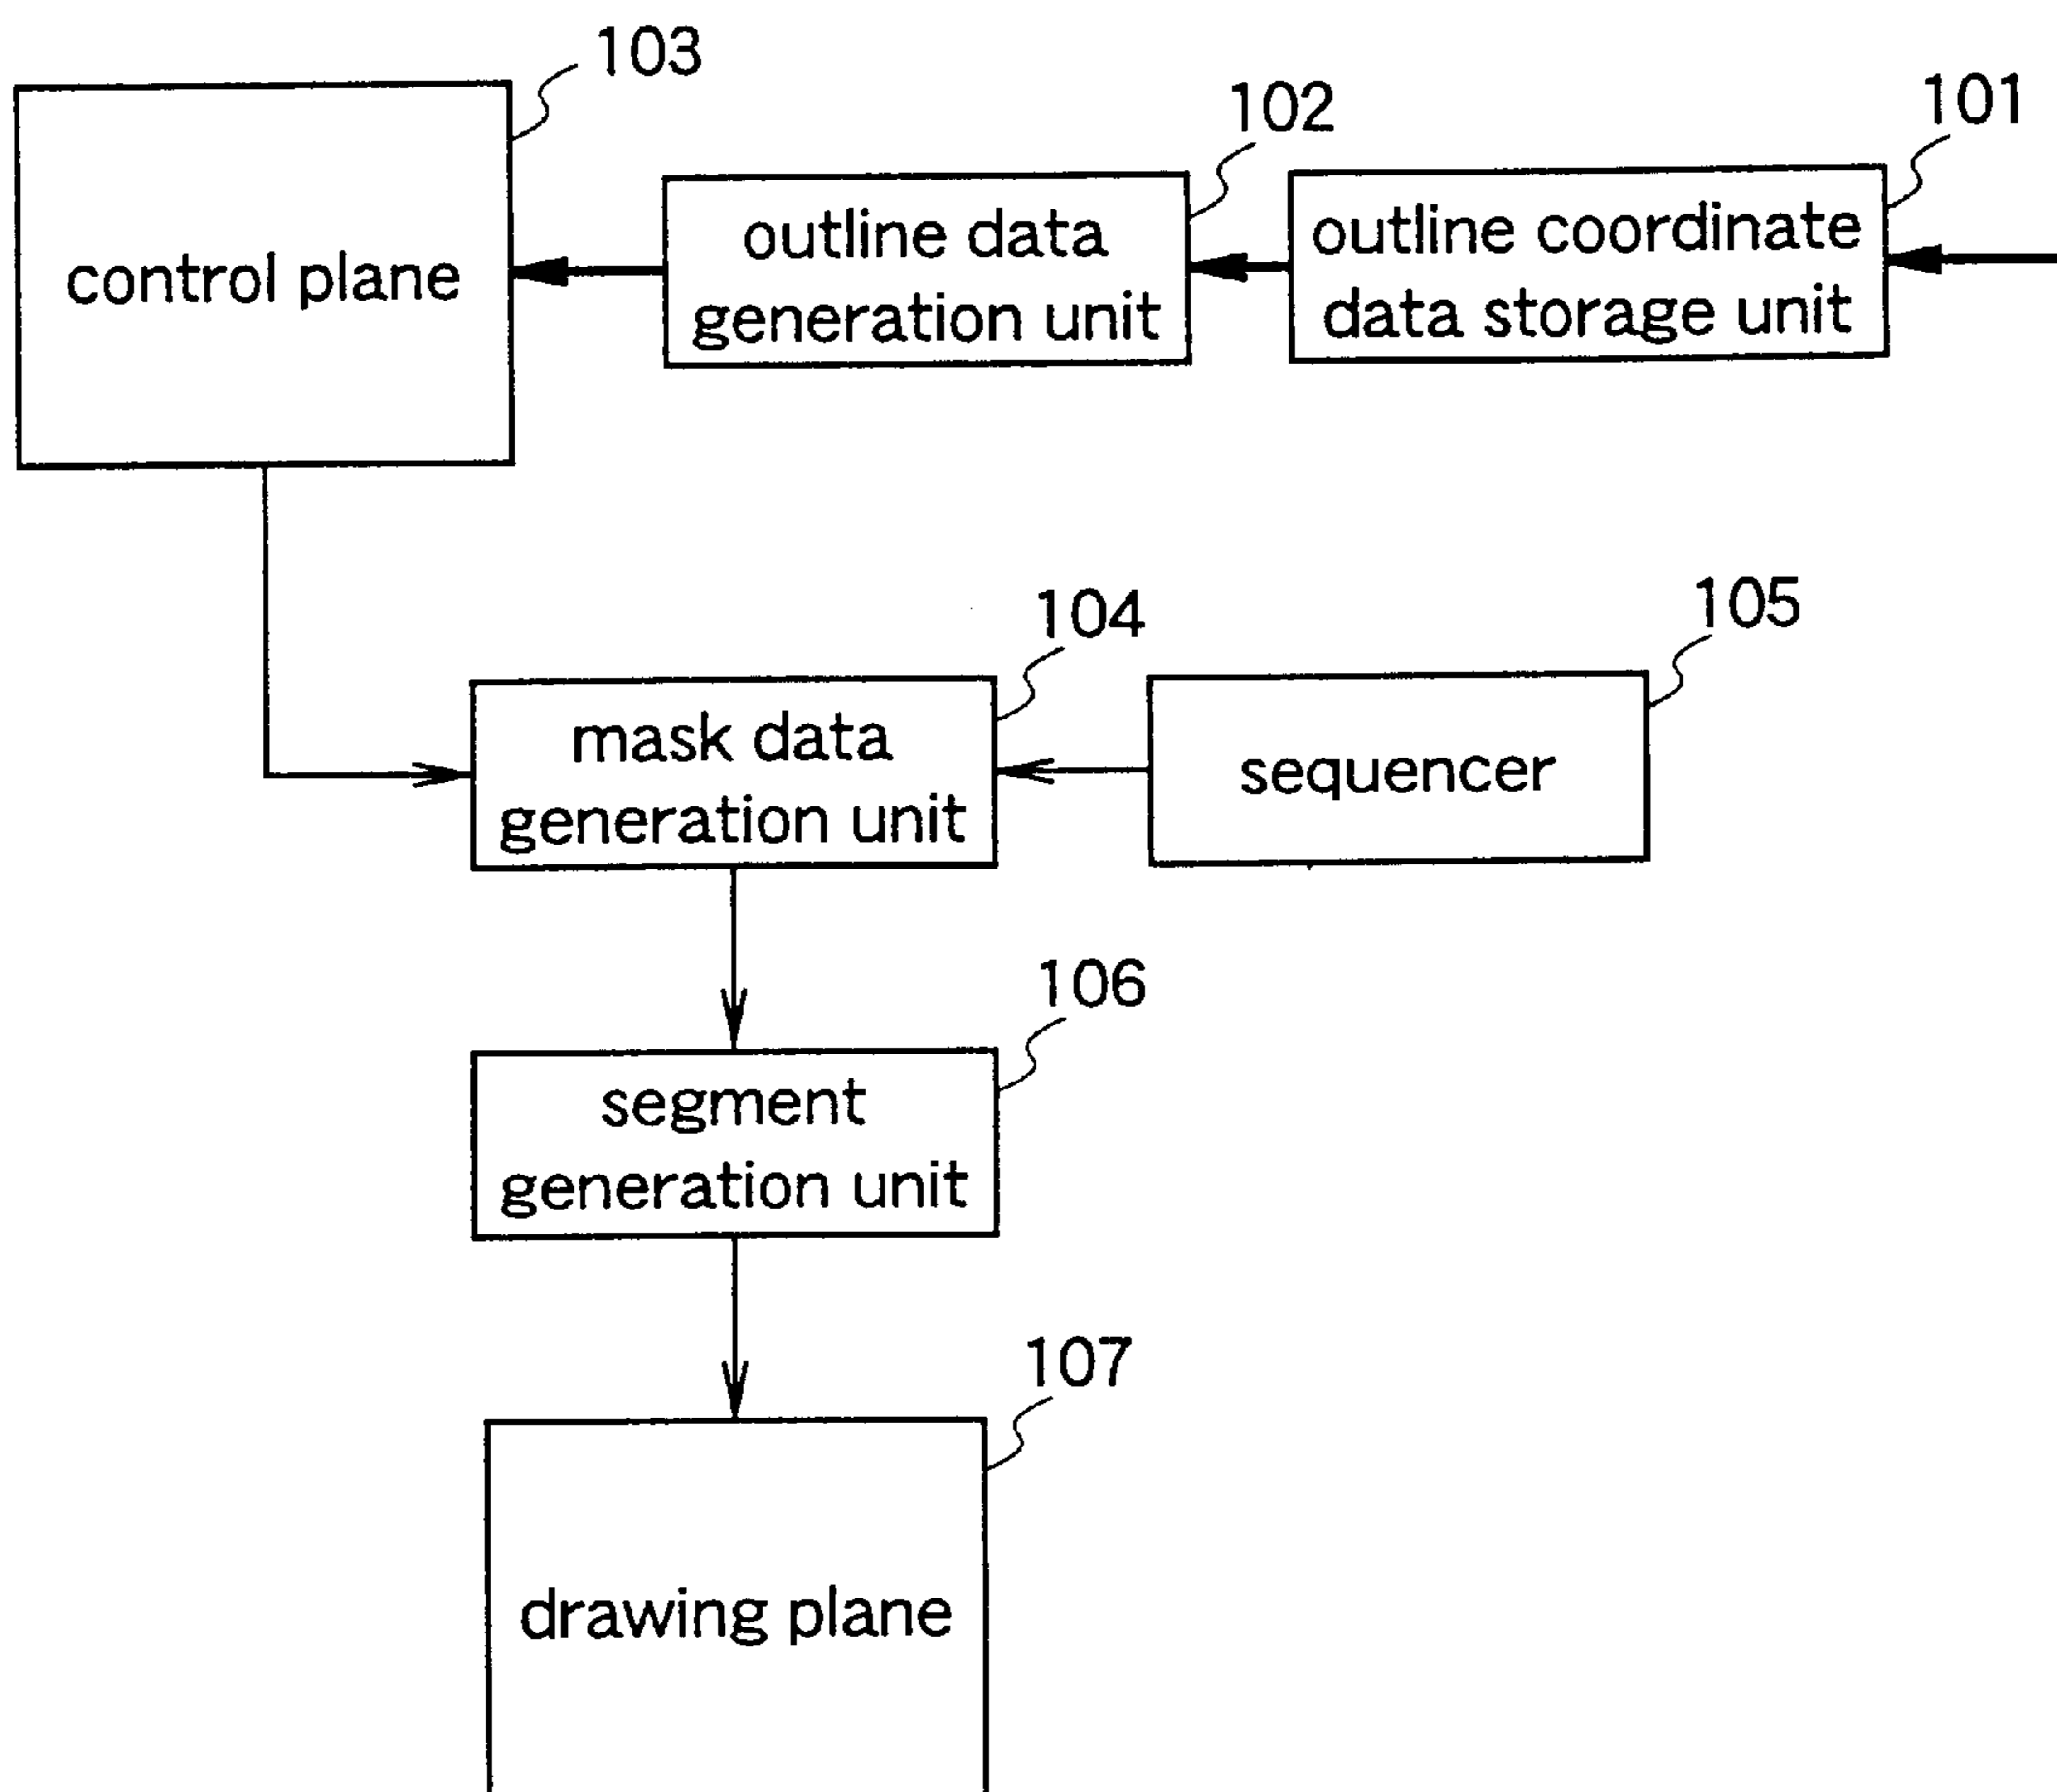 103
102
101
control plane
outline data
generation unit
outline coordinate
data storage unit
104
105
mask data
generation unit
sequencer
106
segment
generation unit
107
drawing plane